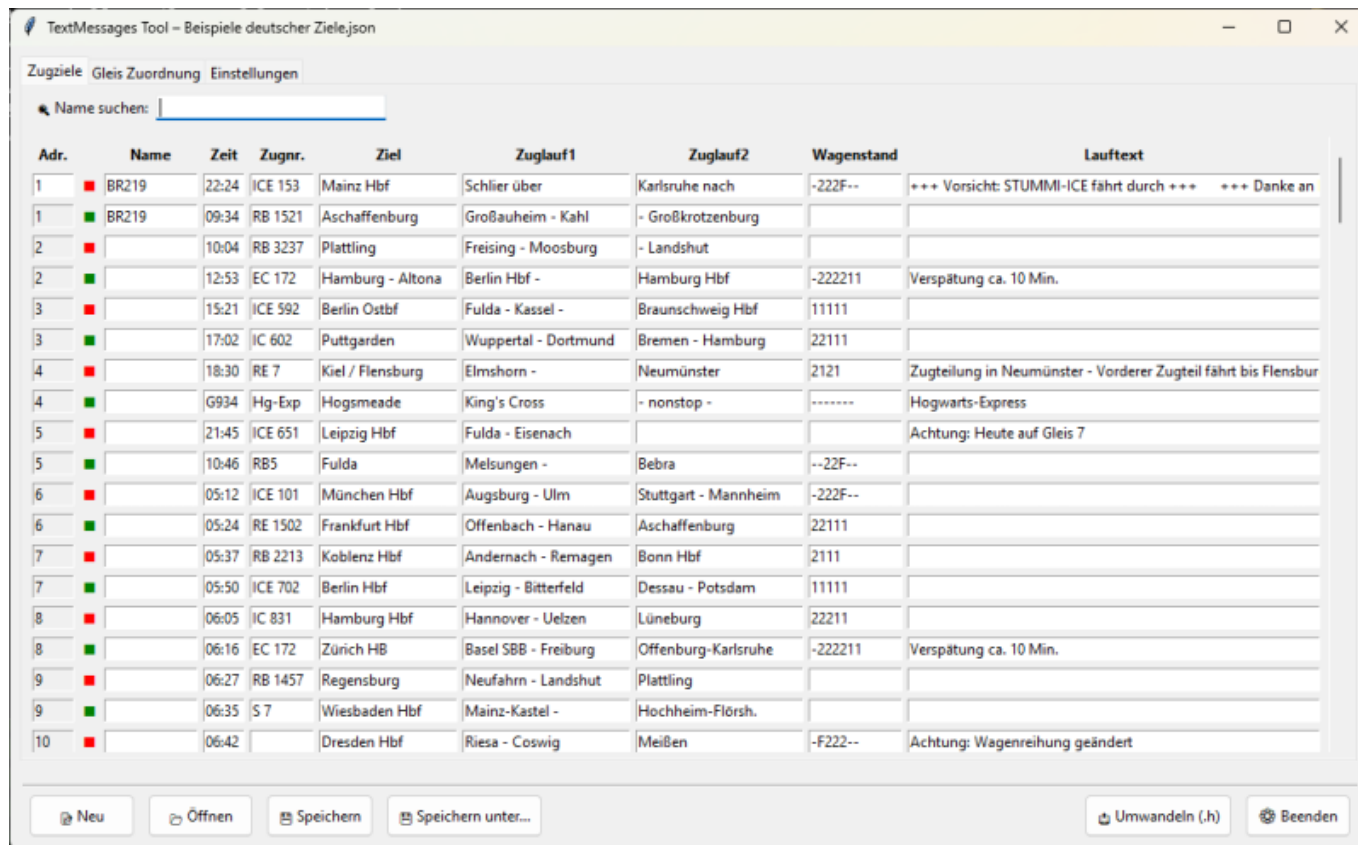 TextMessages Tool – Beispiele deutscher Ziele.json
Zugziele Gleis Zuordnung Einstellungen
Name suchen:
Adr. Name Zeit Zugnr. Ziel Zuglauf1 Zuglauf2 Wagenstand Lauftext
1 BR219 22:24 ICE 153 Mainz Hbf Schlier über Karlsruhe nach -222F-- +++ Vorsicht: STUMMI-ICE fährt durch +++ +++ Danke an
1 BR219 09:34 RB 1521 Aschaffenburg Großauheim - Kahl - Großkrotzenburg
2 10:04 RB 3237 Plattling Freising - Moosburg - Landshut
2 12:53 EC 172 Hamburg - Altona Berlin Hbf - Hamburg Hbf -222211 Verspätung ca. 10 Min.
3 15:21 ICE 592 Berlin Ostbf Fulda - Kassel - Braunschweig Hbf 11111
3 17:02 IC 602 Puttgarden Wuppertal - Dortmund Bremen - Hamburg 22111
4 18:30 RE 7 Kiel / Flensburg Elmshorn - Neumünster 2121 Zugteilung in Neumünster - Vorderer Zugteil fährt bis Flensbur
4 G934 Hg-Exp Hogsmeade King's Cross - nonstop - ------- Hogwarts-Express
5 21:45 ICE 651 Leipzig Hbf Fulda - Eisenach Achtung: Heute auf Gleis 7
5 10:46 RB5 Fulda Melsungen - Bebra --22F--
6 05:12 ICE 101 München Hbf Augsburg - Ulm Stuttgart - Mannheim -222F--
6 05:24 RE 1502 Frankfurt Hbf Offenbach - Hanau Aschaffenburg 22111
7 05:37 RB 2213 Koblenz Hbf Andernach - Remagen Bonn Hbf 2111
7 05:50 ICE 702 Berlin Hbf Leipzig - Bitterfeld Dessau - Potsdam 11111
8 06:05 IC 831 Hamburg Hbf Hannover - Uelzen Lüneburg 22211
8 06:16 EC 172 Zürich HB Basel SBB - Freiburg Offenburg-Karlsruhe -222211 Verspätung ca. 10 Min.
9 06:27 RB 1457 Regensburg Neufahrn - Landshut Plattling
9 06:35 S 7 Wiesbaden Hbf Mainz-Kastel - Hochheim-Flörsh.
10 06:42 Dresden Hbf Riesa - Coswig Meißen -F222-- Achtung: Wagenreihung geändert
Neu Öffnen Speichern Speichern unter... Umwandeln (.h) Beenden